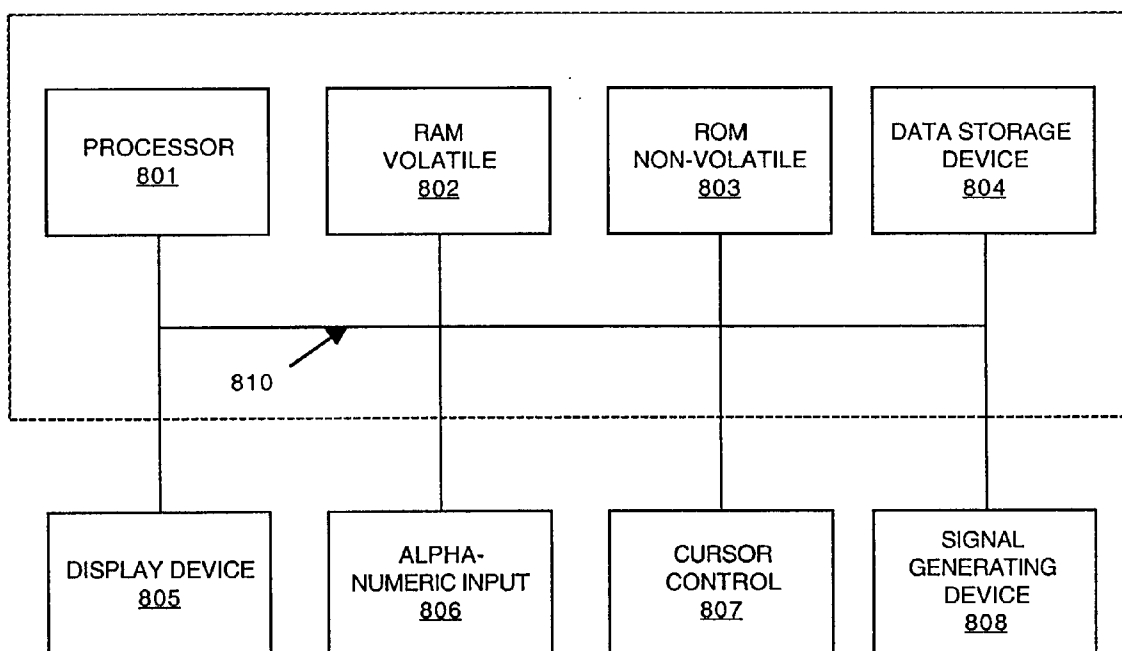 PROCESSOR
801
RAM
VOLATILE
802
ROM
NON-VOLATILE
803
DATA STORAGE
DEVICE
804
810
DISPLAY DEVICE
805
ALPHA-
NUMERIC INPUT
806
CURSOR
CONTROL
807
SIGNAL
GENERATING
DEVICE
808